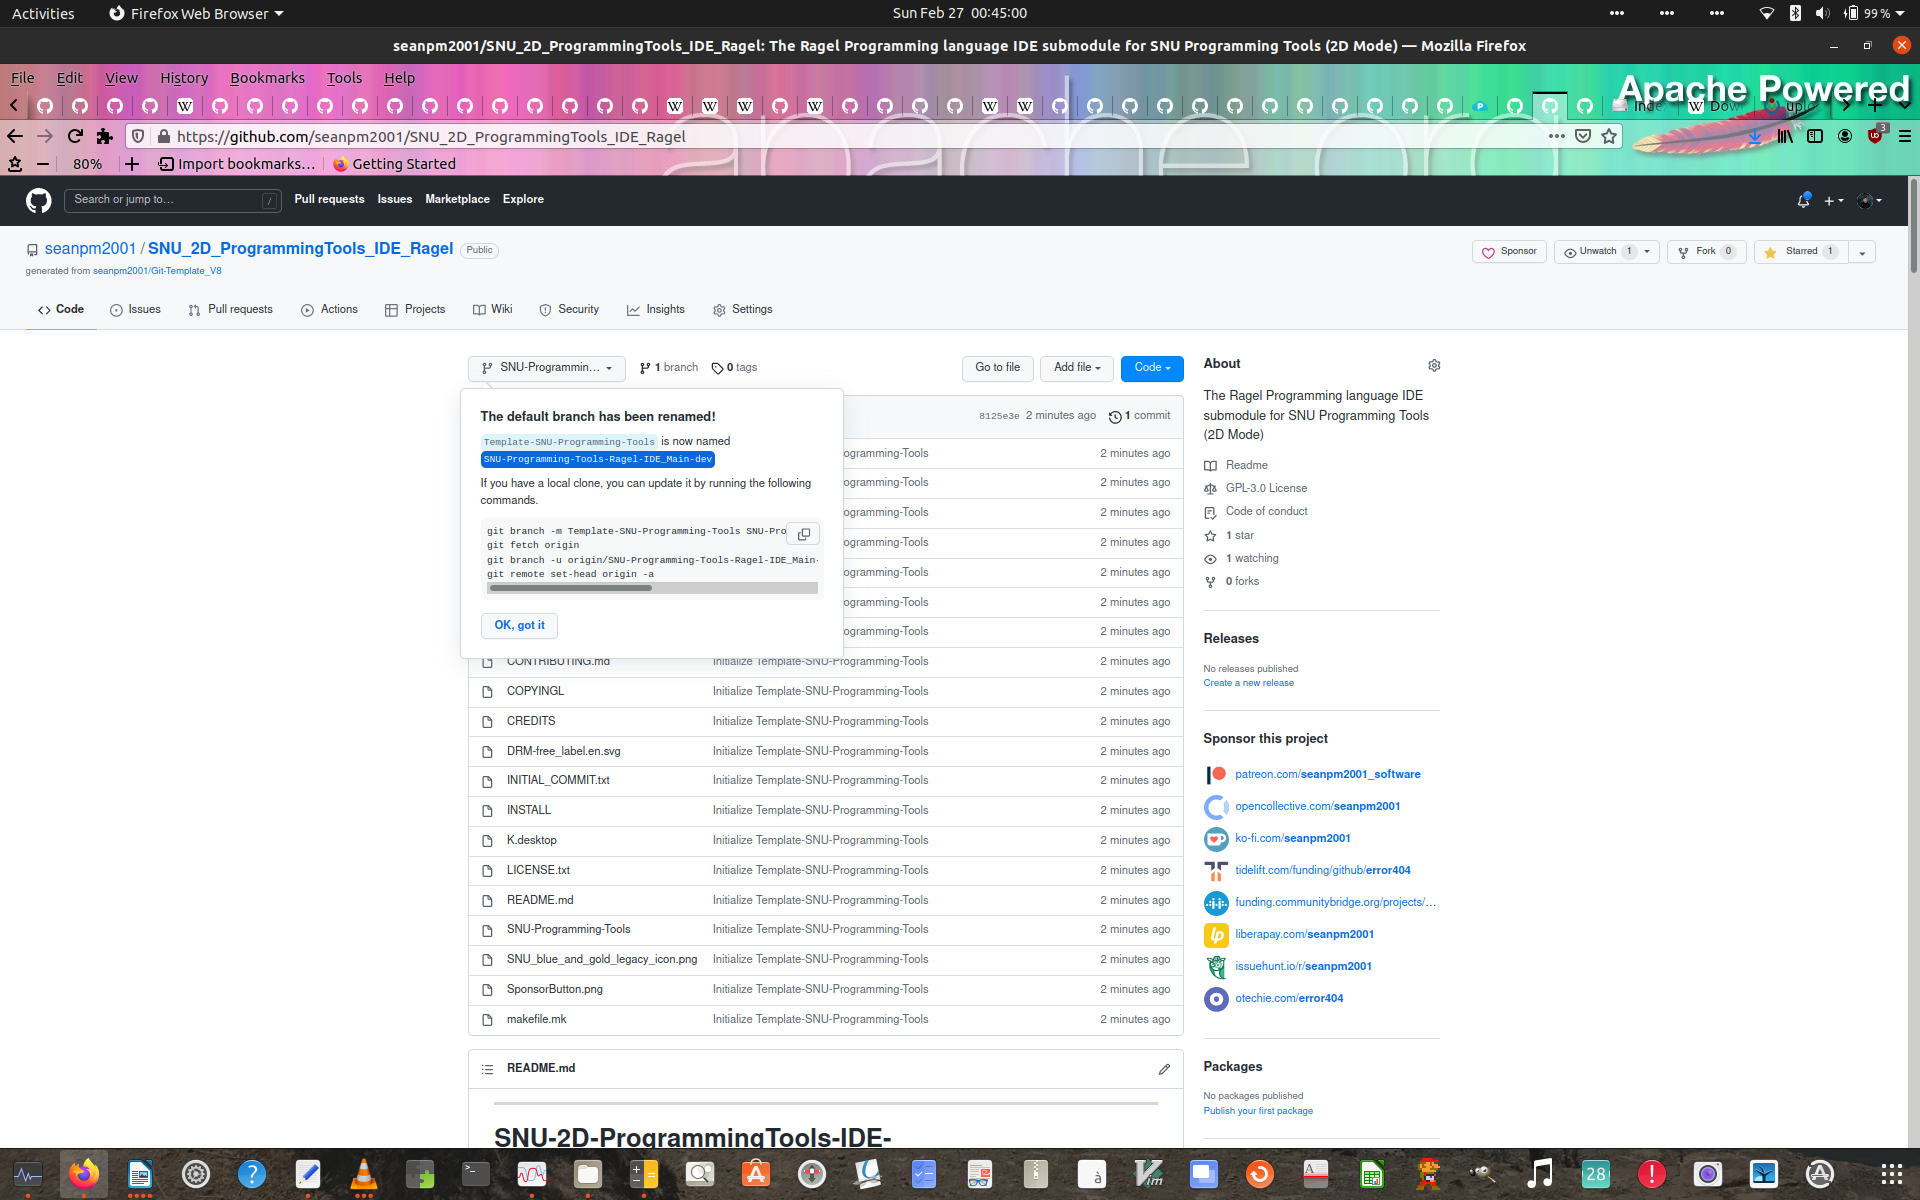 Activities
Firefox Web Browser
Sun Feb 27 00:45:00
99 %
seanpm2001/SNU_2D_ProgrammingTools_IDE_Ragel: The Ragel Programming language IDE submodule for SNU Programming Tools (2D Mode) — Mozilla Firefox
File Edit View History Bookmarks Tools Help
Apache Powered
https://github.com/seanpm2001/SNU_2D_ProgrammingTools_IDE_Ragel
3
80%
Import bookmarks…
Getting Started
Search or jump to…
/
Pull requests Issues Marketplace Explore
seanpm2001 / SNU_2D_ProgrammingTools_IDE_Ragel Public
generated from seanpm2001/Git-Template_V8
Sponsor
Unwatch 1
Fork 0
Starred 1
Code Issues Pull requests Actions Projects Wiki Security Insights Settings
SNU-Programmin…
1 branch
0 tags
Go to file
Add file
Code
The default branch has been renamed!
Template-SNU-Programming-Tools is now named
SNU-Programming-Tools-Ragel-IDE_Main-dev
If you have a local clone, you can update it by running the following
commands.
git branch -m Template-SNU-Programming-Tools SNU-Pro
git fetch origin
git branch -u origin/SNU-Programming-Tools-Ragel-IDE_Main-
git remote set-head origin -a
OK, got it
8125e3e 2 minutes ago 1 commit
ogramming-Tools 2 minutes ago
ogramming-Tools 2 minutes ago
ogramming-Tools 2 minutes ago
ogramming-Tools 2 minutes ago
ogramming-Tools 2 minutes ago
ogramming-Tools 2 minutes ago
ogramming-Tools 2 minutes ago
CONTRIBUTING.md Initialize Template-SNU-Programming-Tools 2 minutes ago
COPYINGL Initialize Template-SNU-Programming-Tools 2 minutes ago
CREDITS Initialize Template-SNU-Programming-Tools 2 minutes ago
DRM-free_label.en.svg Initialize Template-SNU-Programming-Tools 2 minutes ago
INITIAL_COMMIT.txt Initialize Template-SNU-Programming-Tools 2 minutes ago
INSTALL Initialize Template-SNU-Programming-Tools 2 minutes ago
K.desktop Initialize Template-SNU-Programming-Tools 2 minutes ago
LICENSE.txt Initialize Template-SNU-Programming-Tools 2 minutes ago
README.md Initialize Template-SNU-Programming-Tools 2 minutes ago
SNU-Programming-Tools Initialize Template-SNU-Programming-Tools 2 minutes ago
SNU_blue_and_gold_legacy_icon.png Initialize Template-SNU-Programming-Tools 2 minutes ago
SponsorButton.png Initialize Template-SNU-Programming-Tools 2 minutes ago
makefile.mk Initialize Template-SNU-Programming-Tools 2 minutes ago
README.md
SNU-2D-ProgrammingTools-IDE-
About
The Ragel Programming language IDE
submodule for SNU Programming Tools
(2D Mode)
Readme
GPL-3.0 License
Code of conduct
1 star
1 watching
0 forks
Releases
No releases published
Create a new release
Sponsor this project
patreon.com/seanpm2001_software
opencollective.com/seanpm2001
ko-fi.com/seanpm2001
tidelift.com/funding/github/error404
funding.communitybridge.org/projects/…
liberapay.com/seanpm2001
issuehunt.io/r/seanpm2001
otechie.com/error404
Packages
No packages published
Publish your first package
28